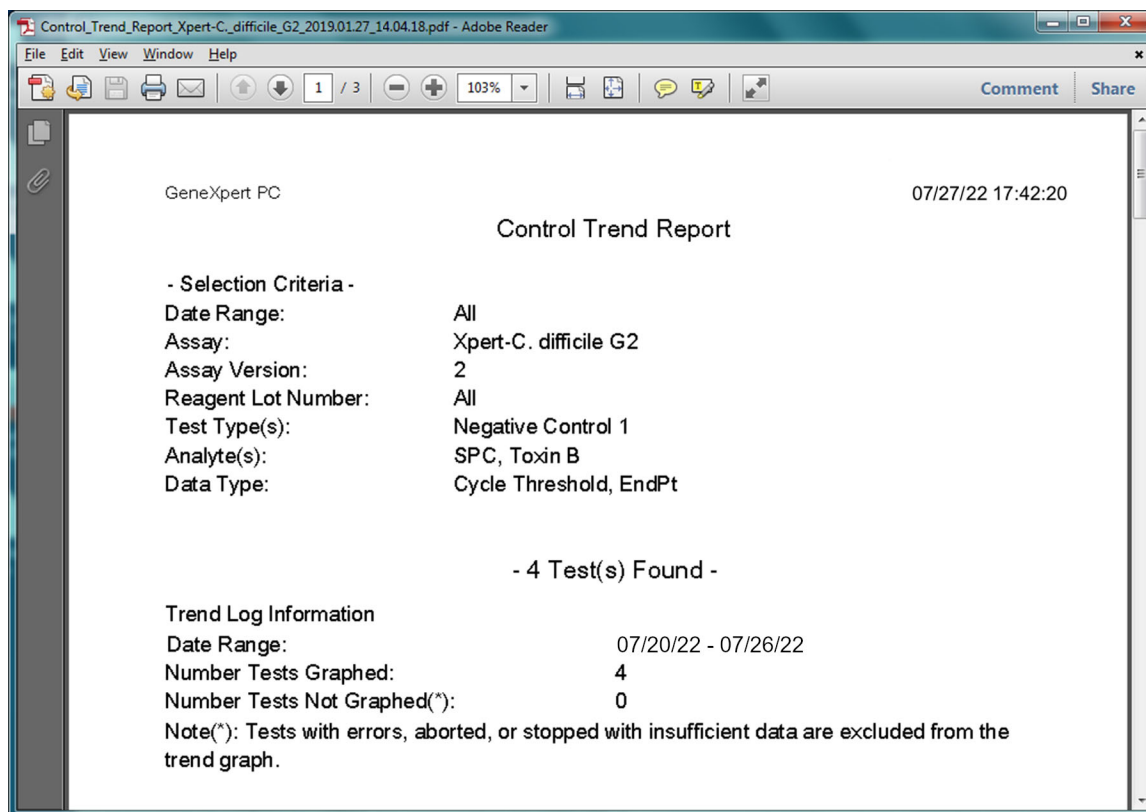 Control_Trend_Report_Xpert-C._difficile_G2_2019.01.27_14.04.18.pdf - Adobe Reader
File Edit View Window Help
1 / 3 103% Comment Share
GeneXpert PC 07/27/22 17:42:20
Control Trend Report
- Selection Criteria -
Date Range: All
Assay: Xpert-C. difficile G2
Assay Version: 2
Reagent Lot Number: All
Test Type(s): Negative Control 1
Analyte(s): SPC, Toxin B
Data Type: Cycle Threshold, EndPt
- 4 Test(s) Found -
Trend Log Information
Date Range: 07/20/22 - 07/26/22
Number Tests Graphed: 4
Number Tests Not Graphed(*): 0
Note(*): Tests with errors, aborted, or stopped with insufficient data are excluded from the
trend graph.